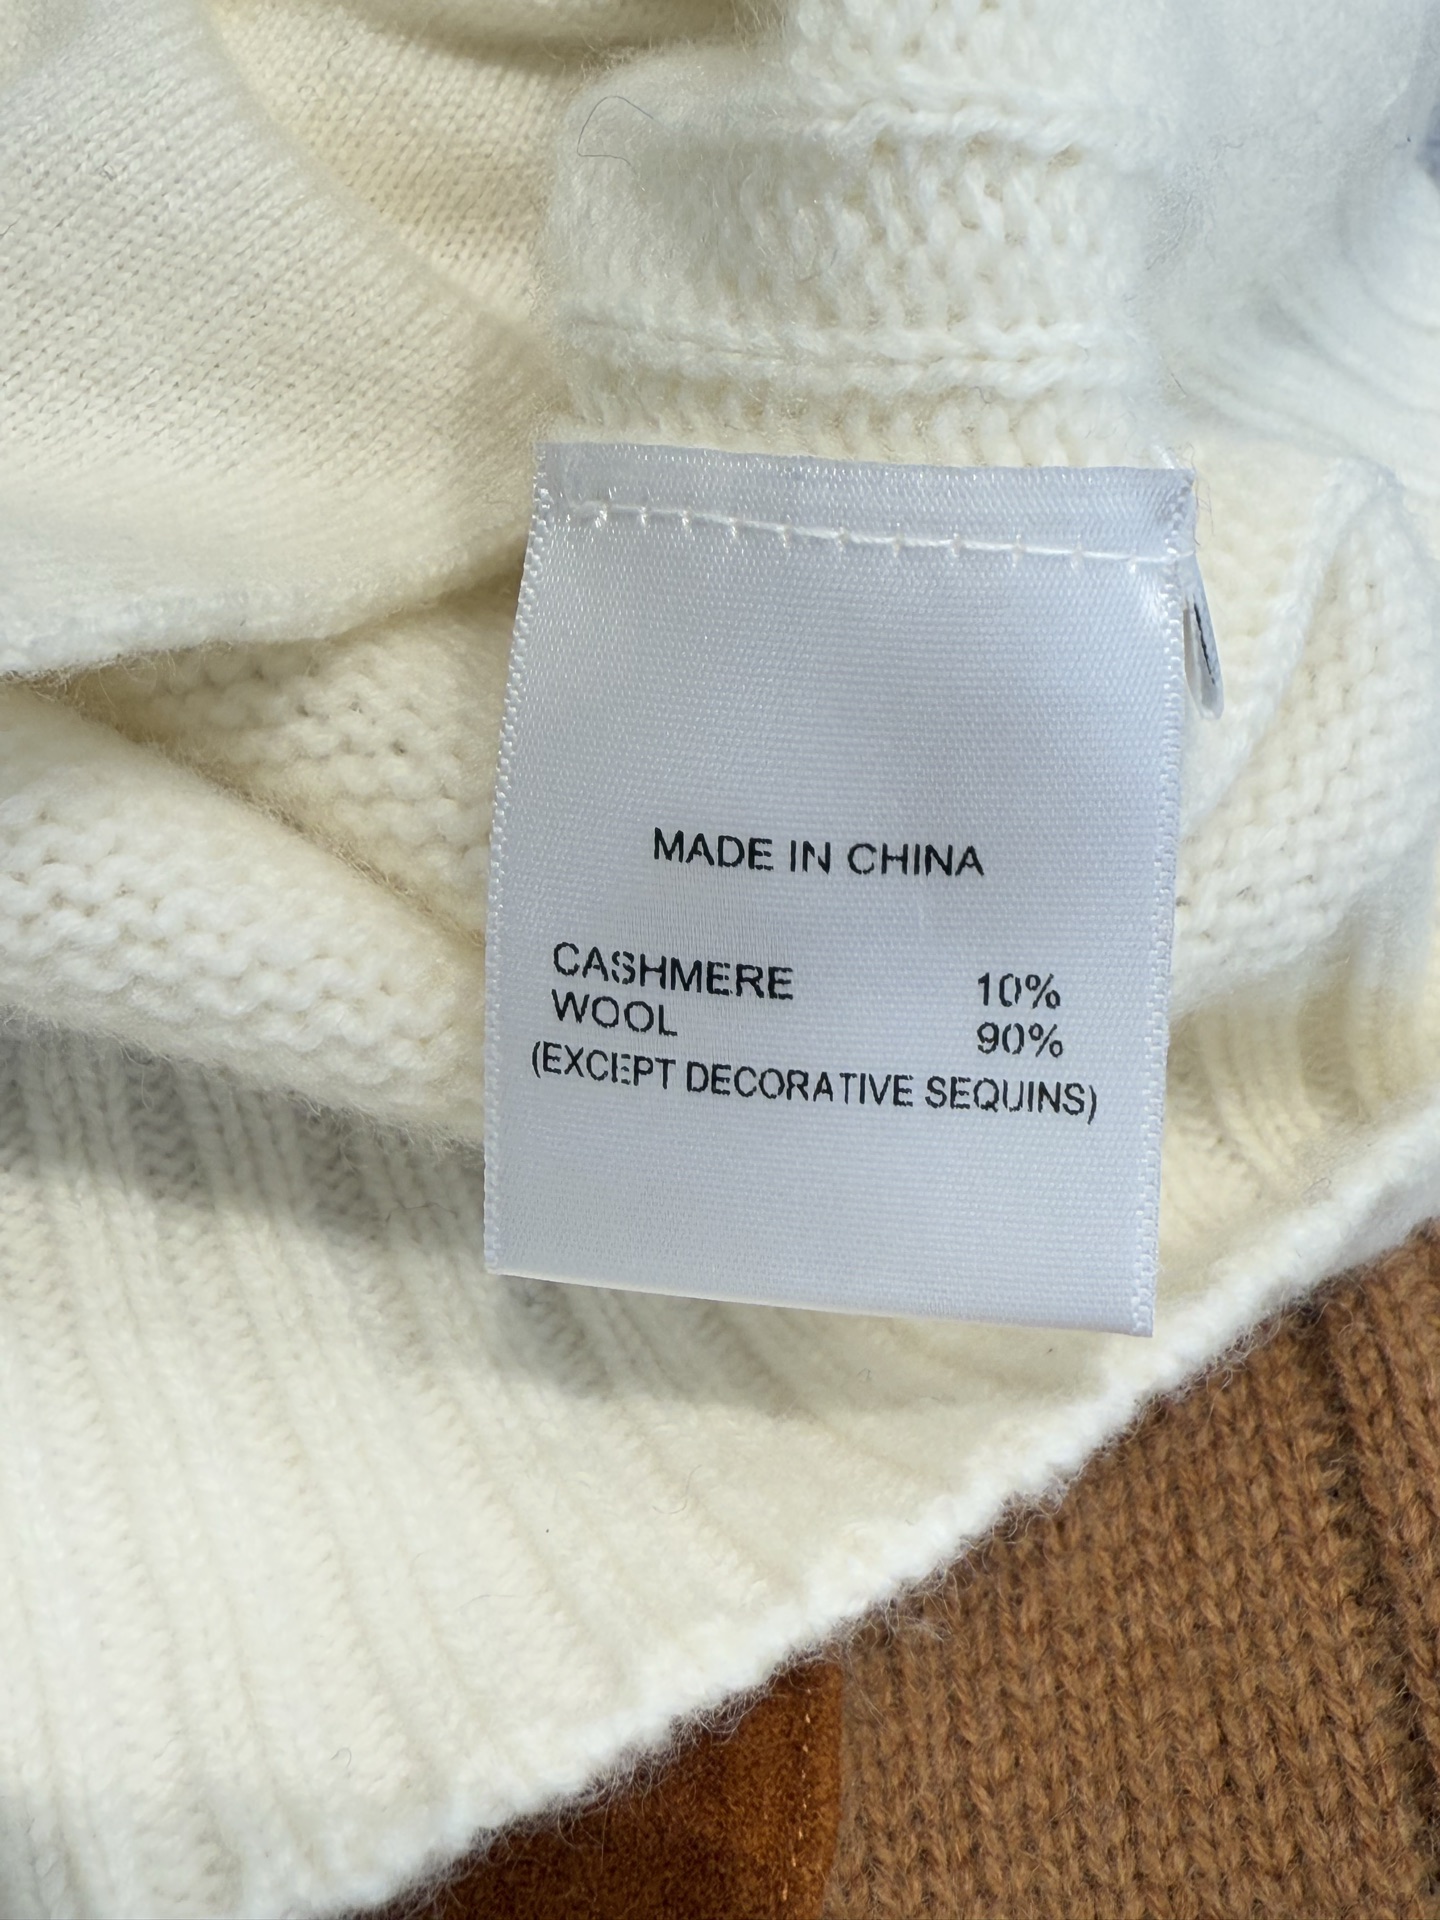 MADE IN CHINA
CASHMERE 10%
WOOL 90%
(EXCEPT DECORATIVE SEQUINS)